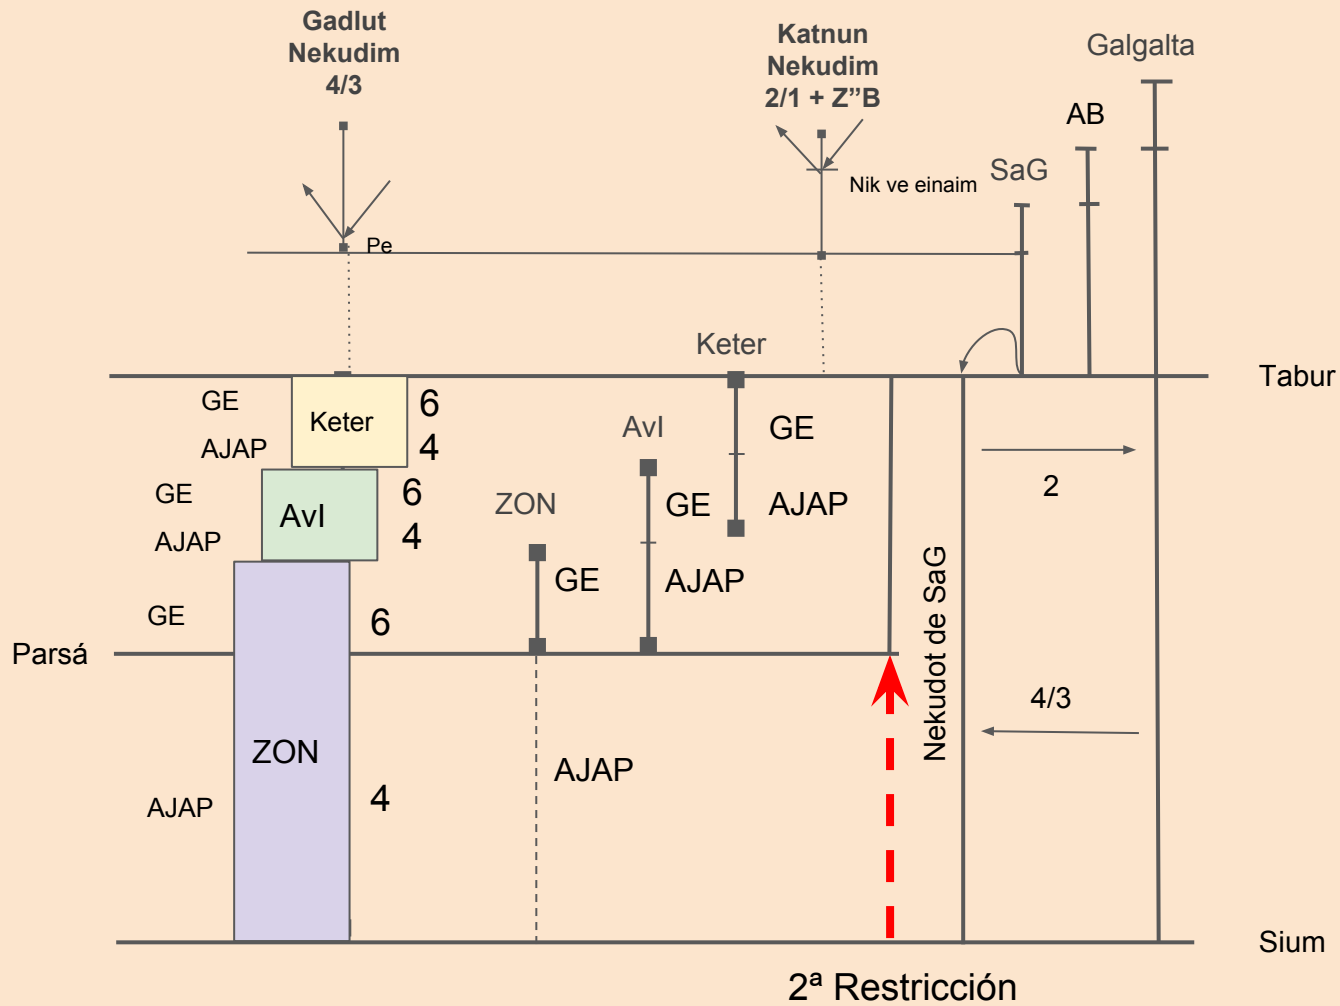 Gadlut
Nekudim
4/3
Katnun
Nekudim
2/1 + Z”B
Galgalta
AB
SaG
Nik ve einaim
Pe
Keter
Tabur
GE
Keter
6
AJAP
4
AvI
GE
GE
AvI
6
AJAP
4
ZON
GE
AJAP
2
GE
6
GE
AJAP
Nekudot de SaG
Parsá
4/3
ZON
AJAP
AJAP
4
Sium
2ª Restricción